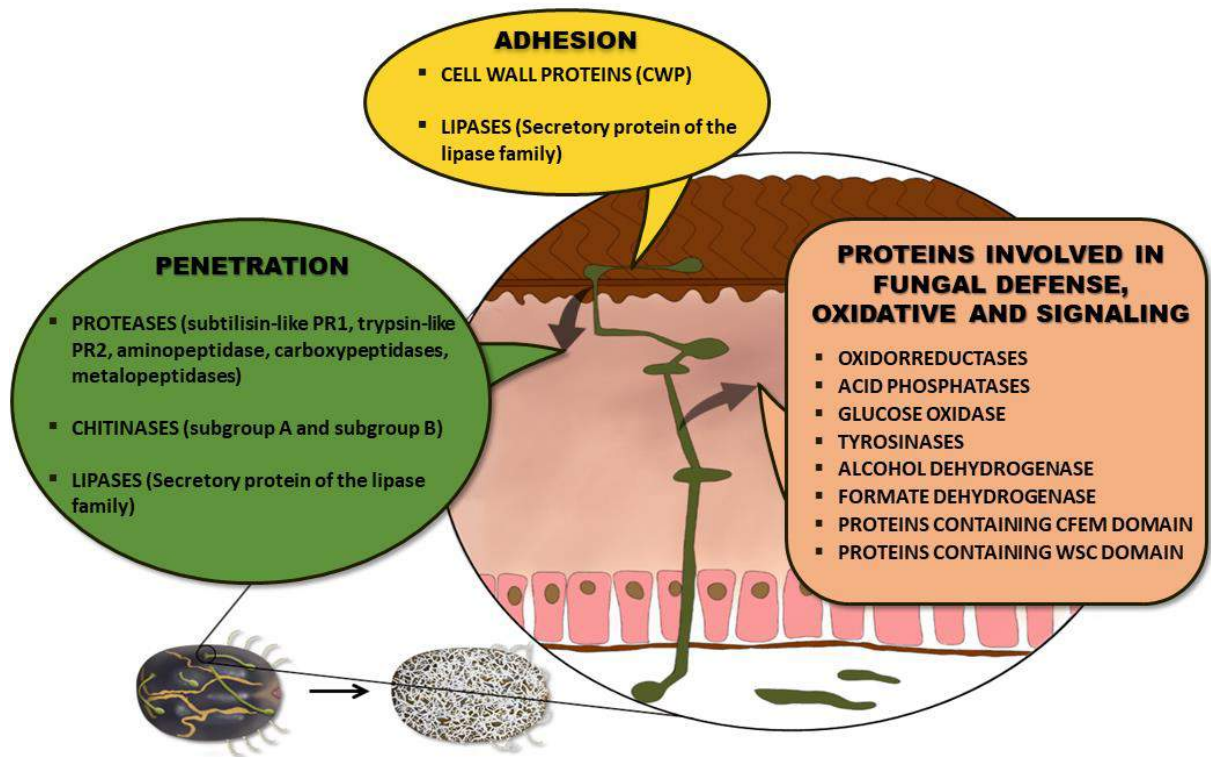 ADHESION
▪ CELL WALL PROTEINS (CWP)
▪ LIPASES (Secretory protein of the
lipase family)
PENETRATION
▪ PROTEASES (subtilisin-like PR1, trypsin-like
PR2, aminopeptidase, carboxypeptidases,
metalopeptidases)
▪ CHITINASES (subgroup A and subgroup B)
▪ LIPASES (Secretory protein of the lipase
family)
PROTEINS INVOLVED IN
FUNGAL DEFENSE,
OXIDATIVE AND SIGNALING
▪ OXIDORREDUCTASES
▪ ACID PHOSPHATASES
▪ GLUCOSE OXIDASE
▪ TYROSINASES
▪ ALCOHOL DEHYDROGENASE
▪ FORMATE DEHYDROGENASE
▪ PROTEINS CONTAINING CFEM DOMAIN
▪ PROTEINS CONTAINING WSC DOMAIN